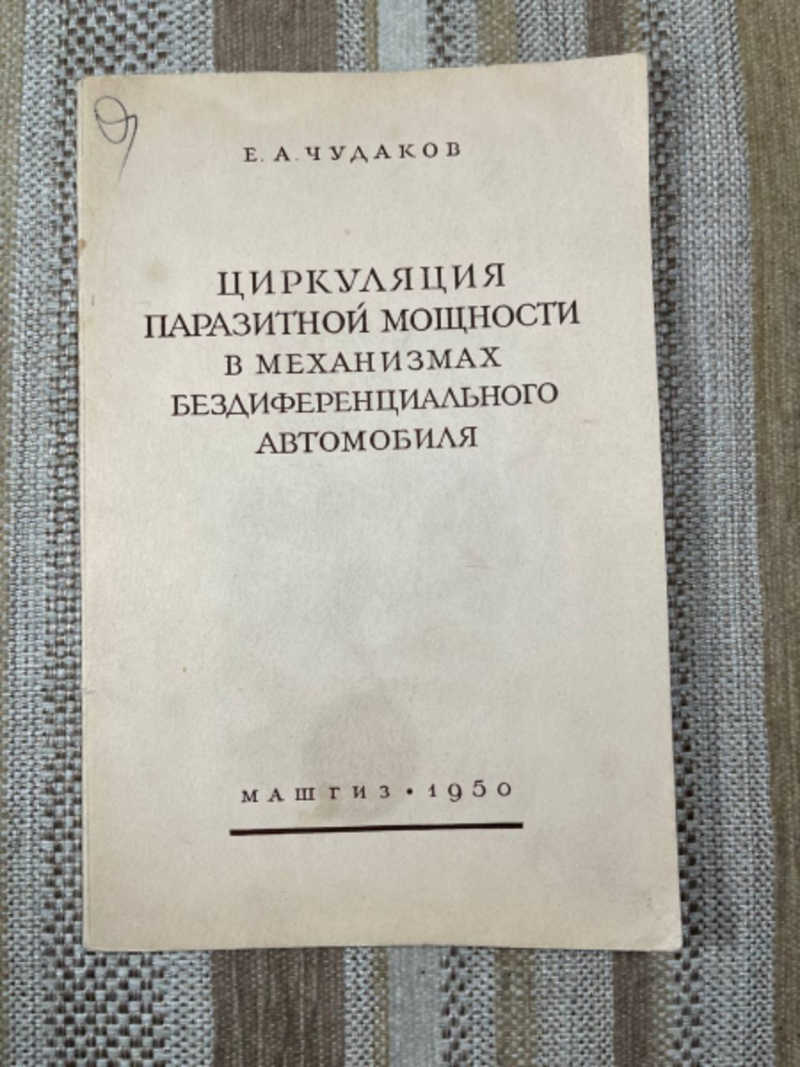 Е. А. ЧУДАКОВ
ЦИРКУЛЯЦИЯ
ПАРАЗИТНОЙ МОЩНОСТИ
В МЕХАНИЗМАХ
БЕЗДИФЕРЕНЦИАЛЬНОГО
АВТОМОБИЛЯ
МАШГИЗ • 1950